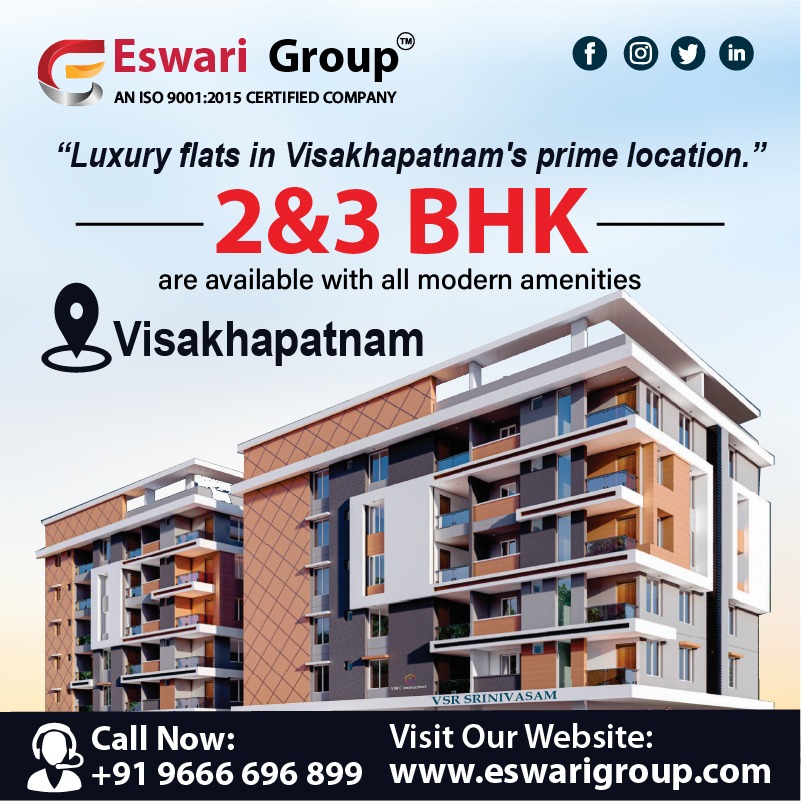 Eswari Group™
AN ISO 9001:2015 CERTIFIED COMPANY
“Luxury flats in Visakhapatnam's prime location.”
2&3 BHK
are available with all modern amenities
Visakhapatnam
VSR Constructions
VSR SRINIVASAM
Call Now:
+91 9666 696 899
Visit Our Website:
www.eswarigroup.com